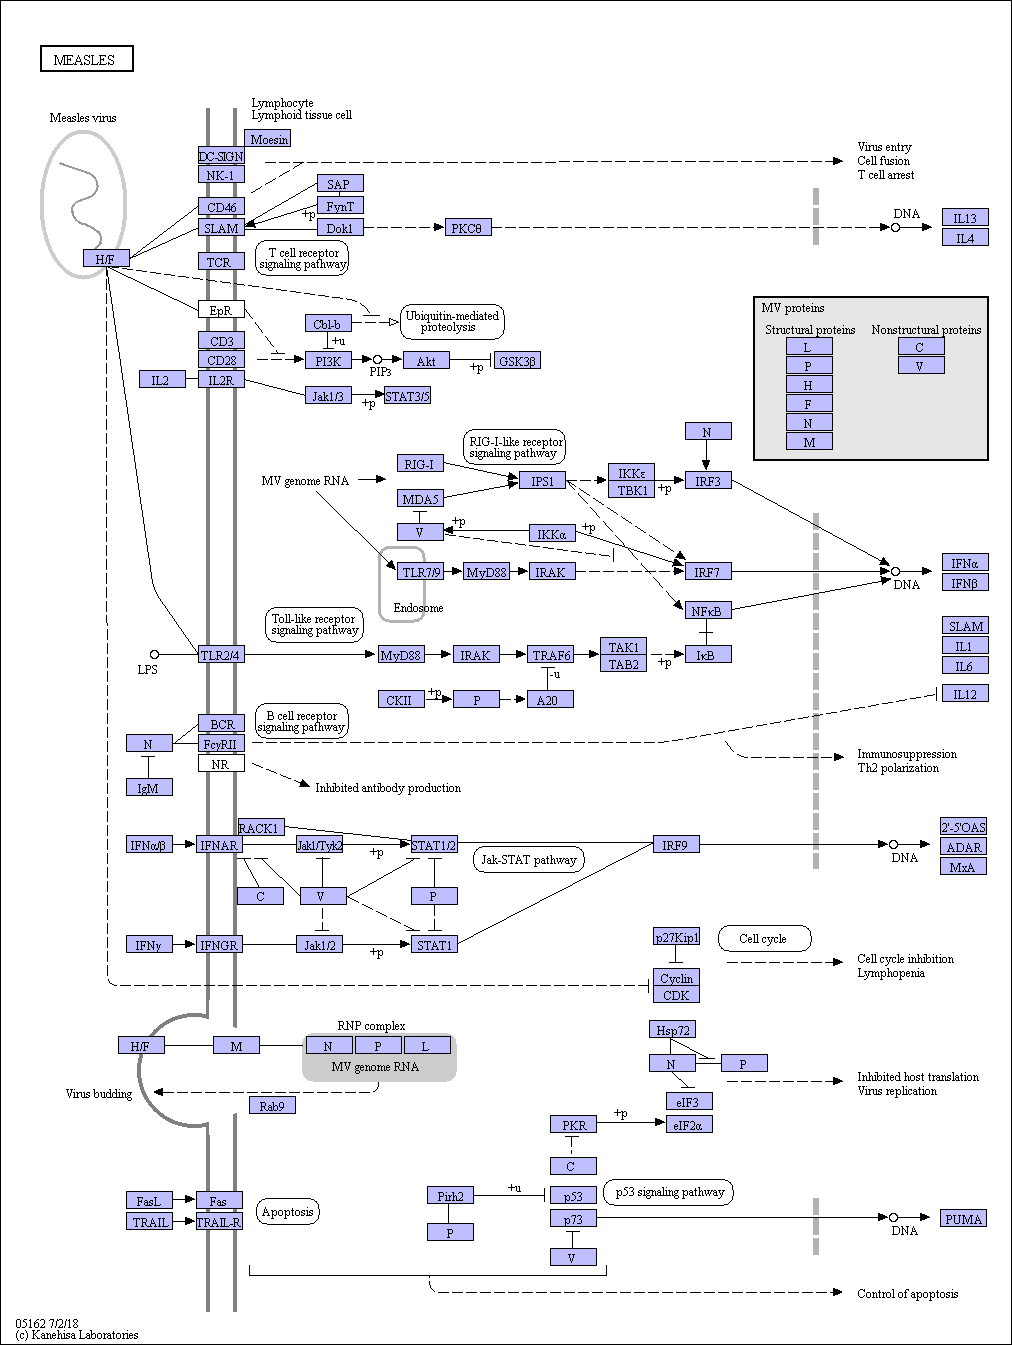 MEASLES
Measles virus
Lymphocyte
Lymphoid tissue cell
Moesin
DC-SIGN
NK-1
Virus entry
Cell fusion
T cell arrest
SAP
CD46
FynT
+p
SLAM
Dok1
PKCθ
DNA
IL13
IL4
H/F
TCR
T cell receptor
signaling pathway
EpR
Cbl-b
+u
Ubiquitin-mediated
proteolysis
CD3
CD28
PI3K
PIP3
Akt
+p
GSK3β
IL2
IL2R
Jak1/3
+p
STAT3/5
MV proteins
Structural proteins
Nonstructural proteins
L
C
P
V
H
F
N
M
N
RIG-I-like receptor
signaling pathway
RIG-I
MV genome RNA
MDA5
IPS1
IKKε
TBK1
+p
IRF3
V
+p
IKKα
+p
TLR7/9
MyD88
IRAK
IRF7
DNA
IFNα
IFNβ
Endosome
NFκB
Toll-like receptor
signaling pathway
SLAM
IL1
IL6
IL12
LPS
TLR2/4
MyD88
IRAK
TRAF6
TAK1
TAB2
+p
IκB
-u
CKII
+p
P
A20
BCR
B cell receptor
signaling pathway
N
FcγRII
NR
IgM
Inhibited antibody production
Immunosuppression
Th2 polarization
RACK1
IFNα/β
IFNAR
Jak1/Tyk2
+p
STAT1/2
Jak-STAT pathway
IRF9
DNA
2'-5'OAS
ADAR
MxA
C
V
P
IFNγ
IFNGR
Jak1/2
+p
STAT1
p27Kip1
Cell cycle
Cyclin
CDK
Cell cycle inhibition
Lymphopenia
RNP complex
H/F
M
N
P
L
MV genome RNA
Virus budding
Rab9
Hsp72
N
P
eIF3
Inhibited host translation
Virus replication
PKR
+p
eIF2α
C
FasL
Fas
TRAIL
TRAIL-R
Apoptosis
Pirh2
+u
p53
p53 signaling pathway
P
p73
V
DNA
PUMA
Control of apoptosis
05162 7/2/18
(c) Kanehisa Laboratories